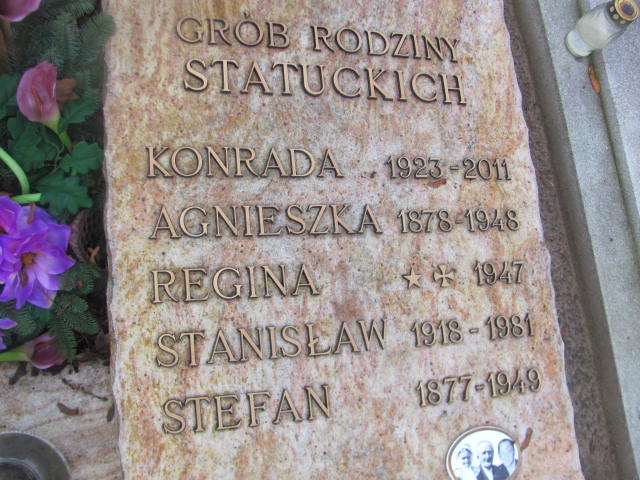 GRÓB RODZINY
STATUCKICH
KONRADA 1923-2011
AGNIESZKA 1878-1948
REGINA ★ ✠ 1947
STANISŁAW 1918-1981
STEFAN 1877-1949